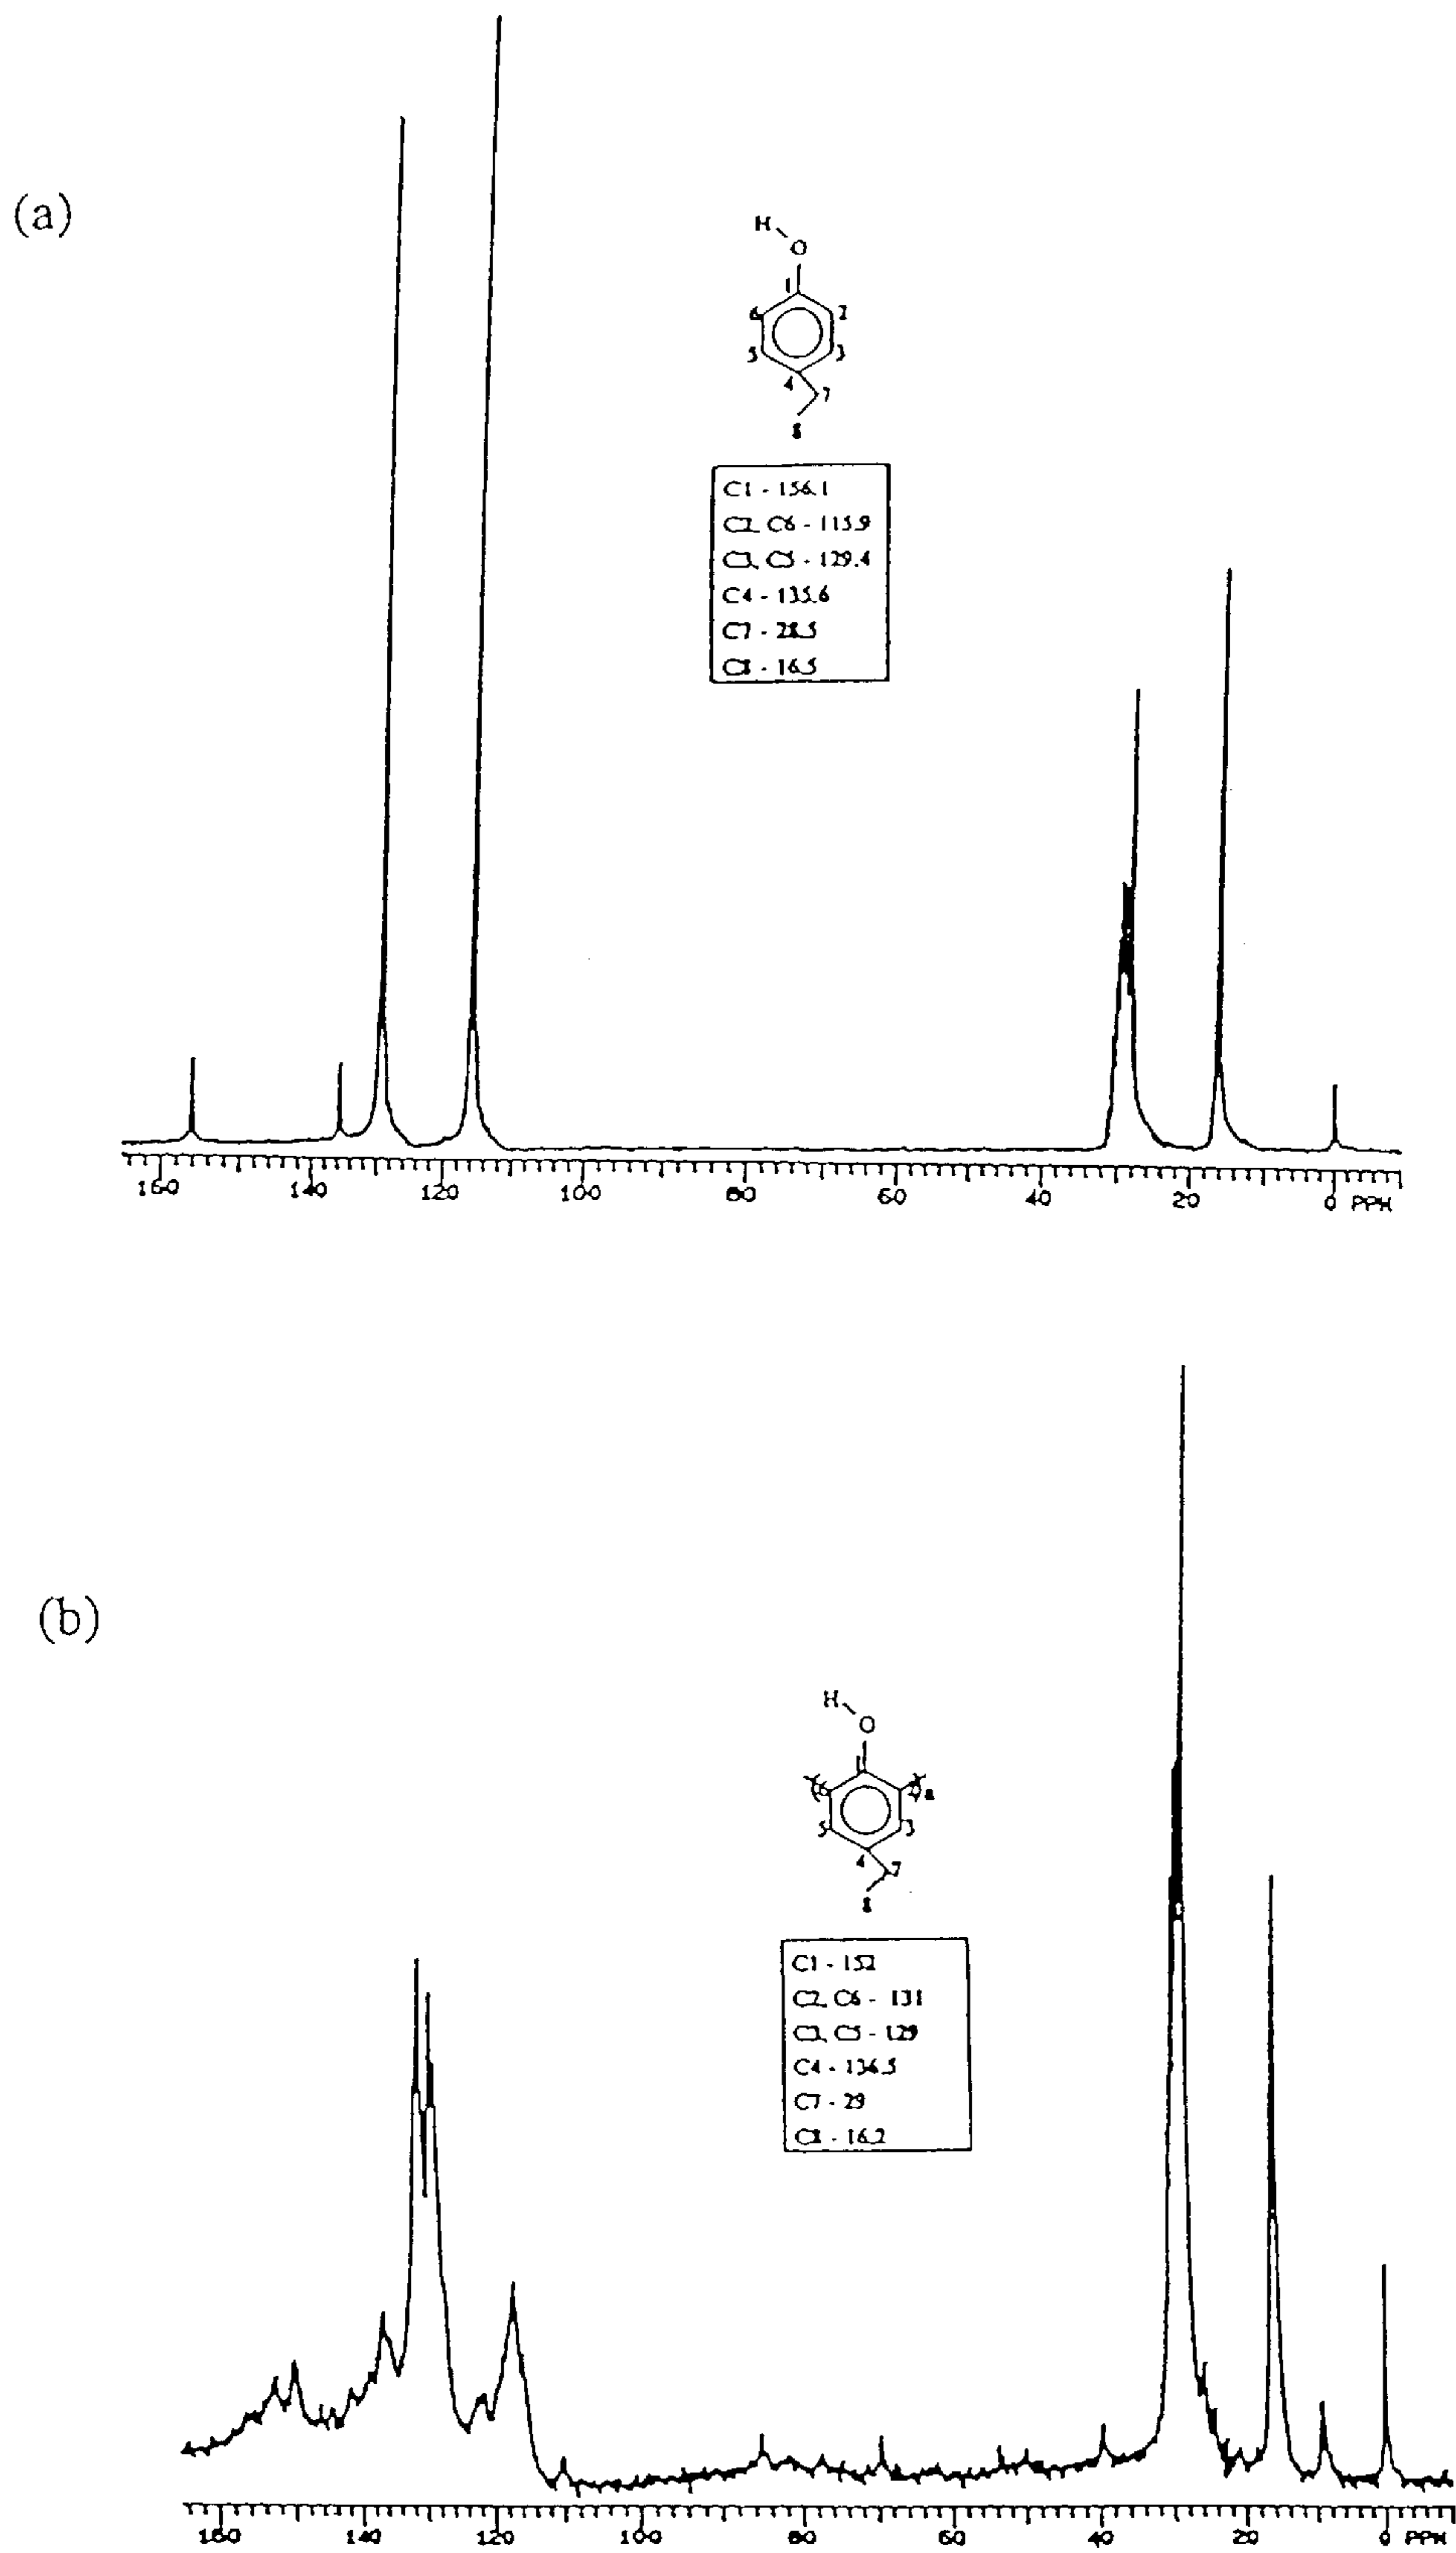 (a)
H
O
1
6 2
5 3
4
7
8
C1 - 156.1
C2, C6 - 115.9
C3, C5 - 129.4
C4 - 135.6
C7 - 28.5
C8 - 16.5
160 140 120 100 80 60 40 20 0 PPM
(b)
H
O
1
6
5 3
4 7
8
C1 - 152
C2, C6 - 131
C3, C5 - 129
C4 - 136.5
C7 - 29
C8 - 16.2
160 140 120 100 80 60 40 20 0 PPM